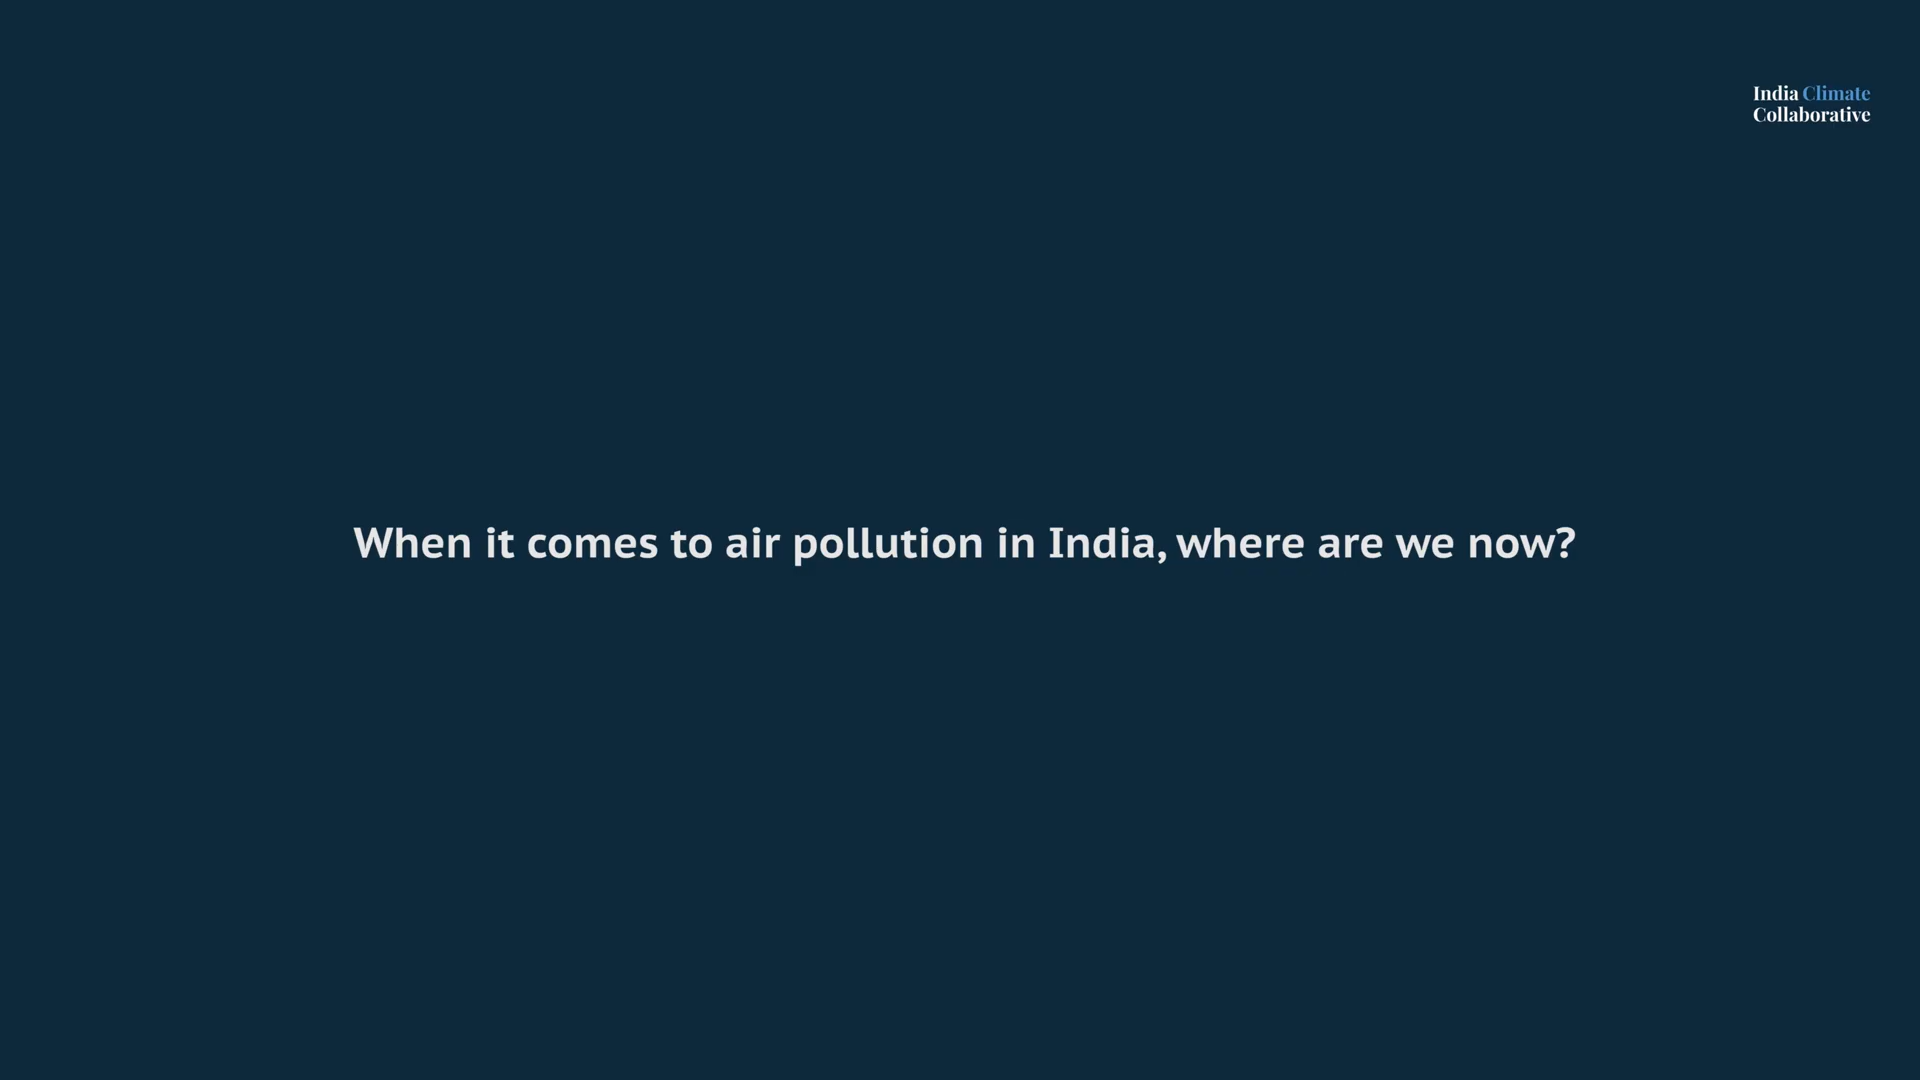 India Climate
Collaborative
When it comes to air pollution in India, where are we now?